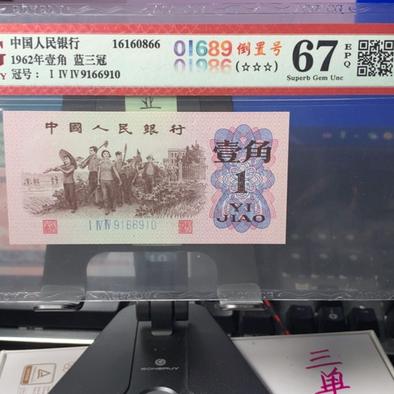 中国人民银行 16160866
1962年壹角 蓝三冠
冠号： I Ⅳ Ⅳ 9166910
01689 倒置号
(☆☆☆)
67 EPQ
Superb Gem Unc
中國人民银行
壹角
1
YI
JIAO
I Ⅳ Ⅳ 9166910
三
单